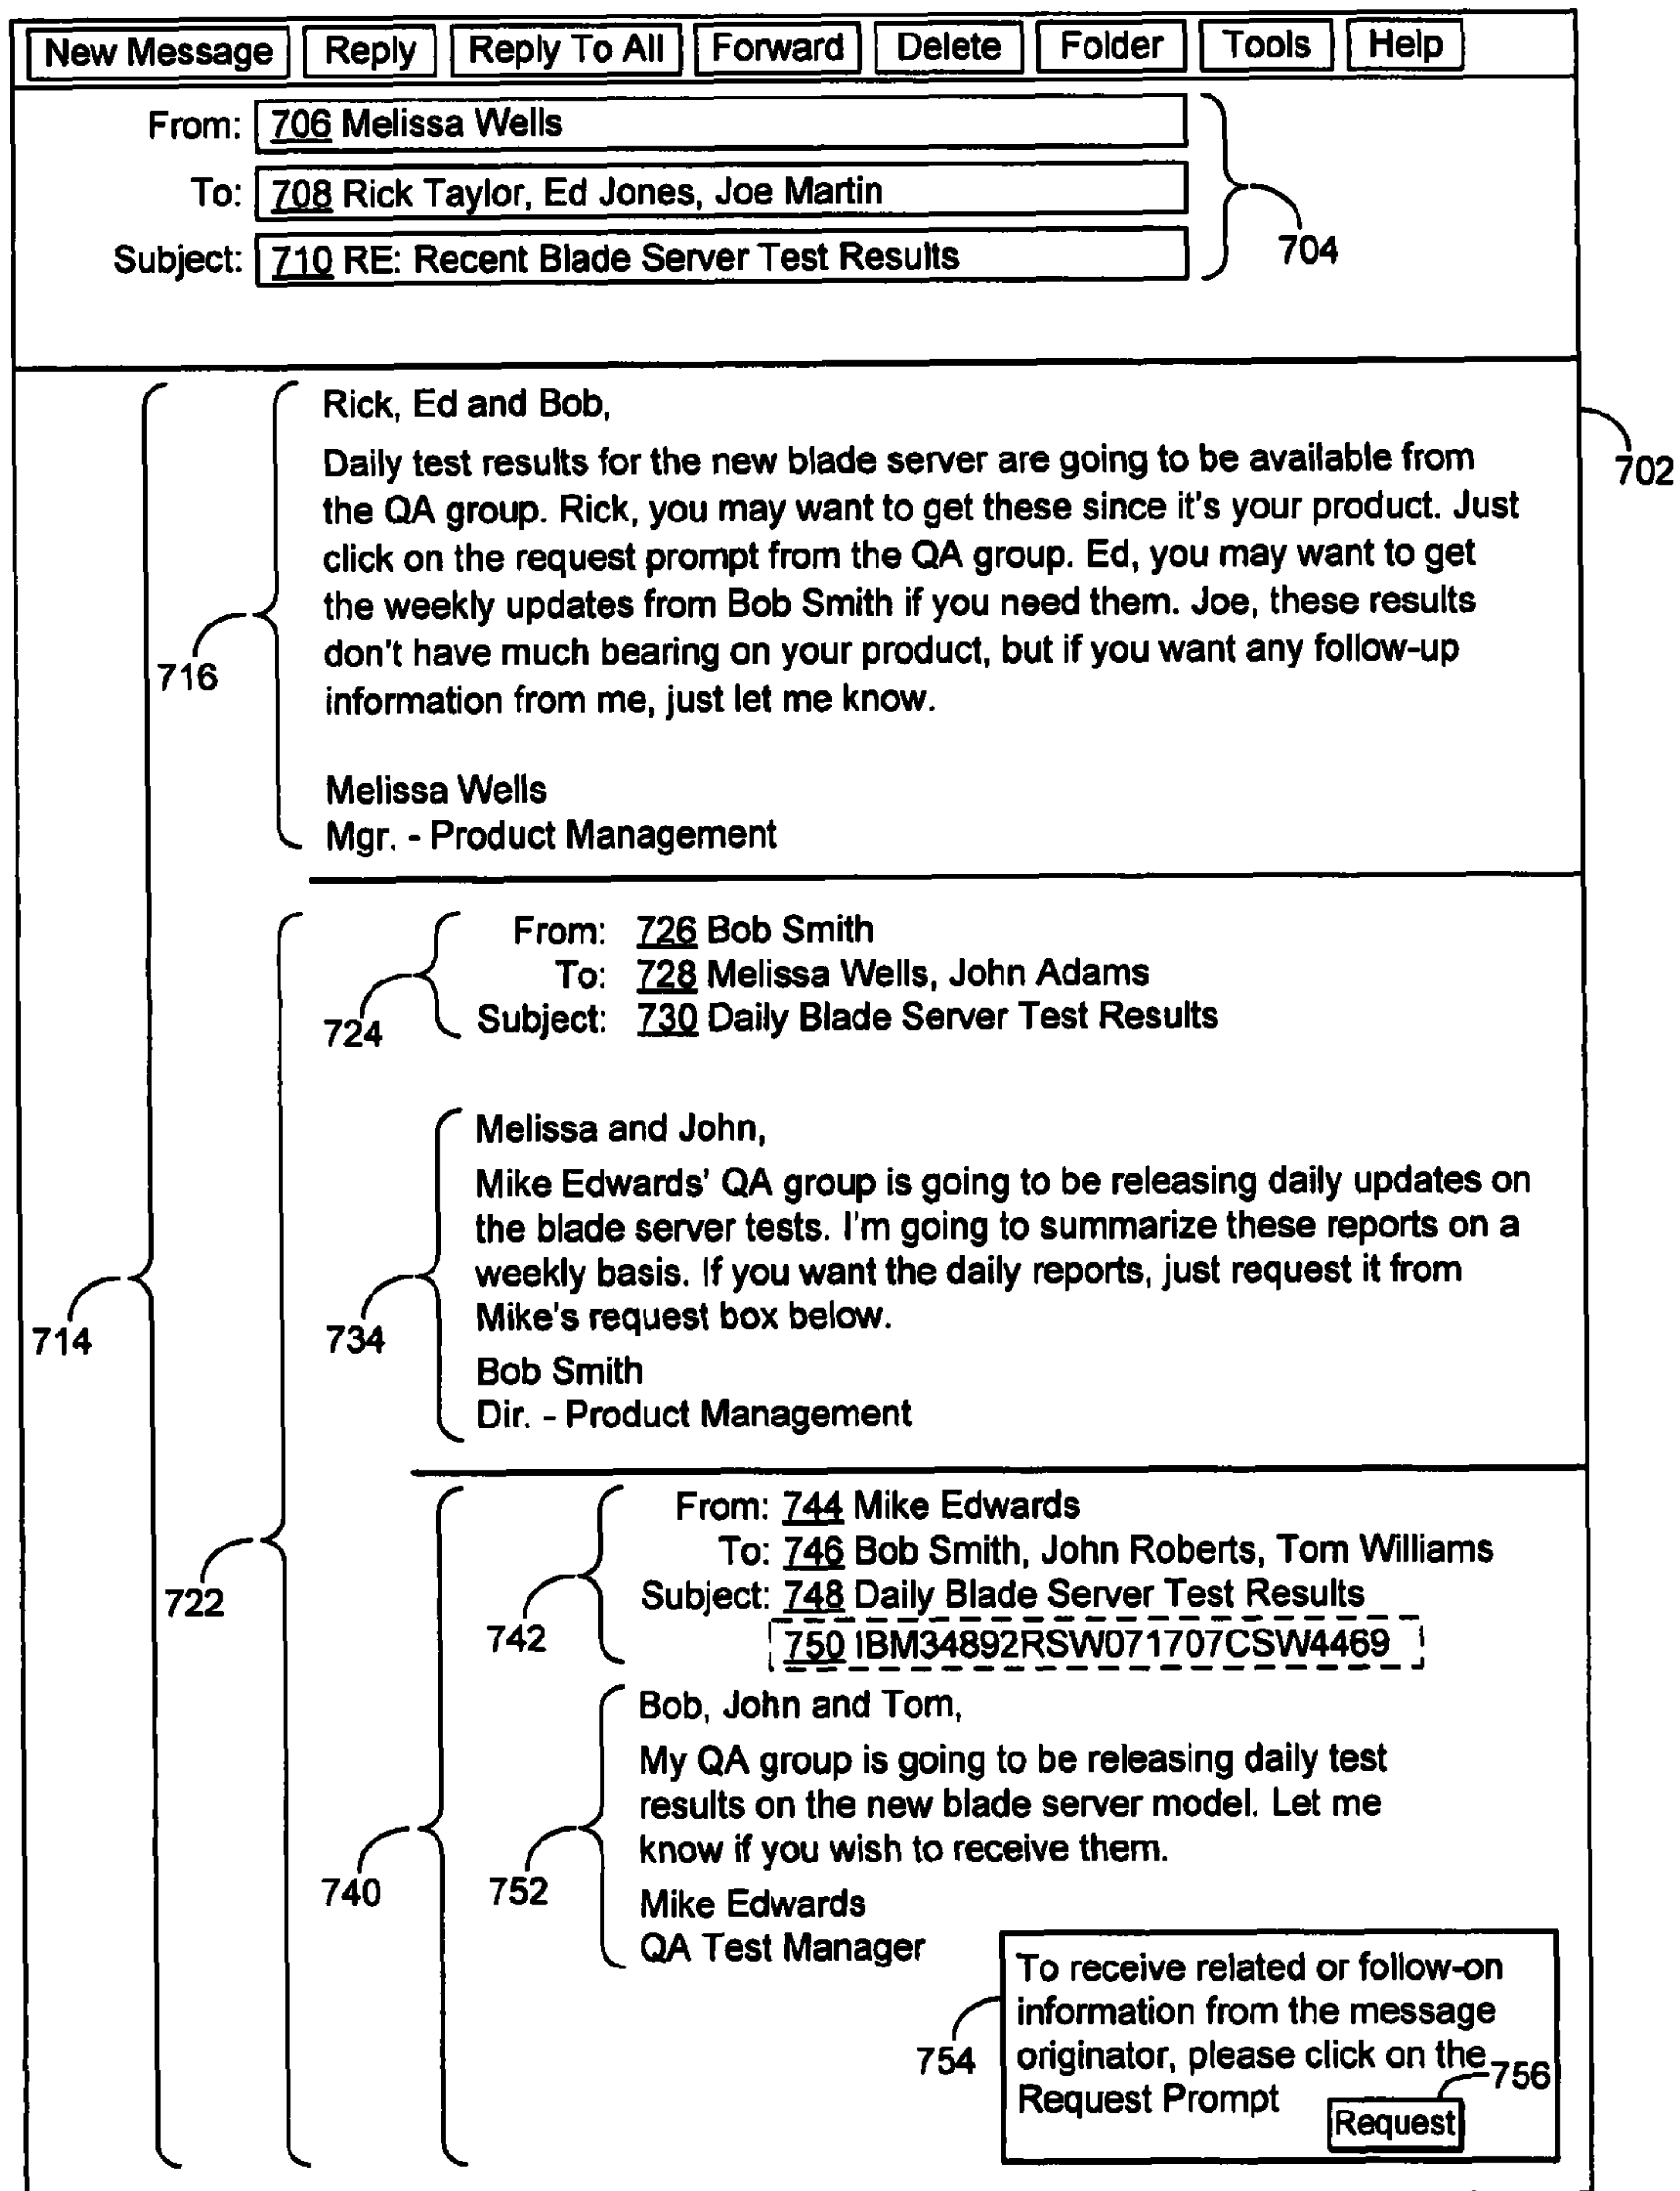 New Message Reply Reply To All Forward Delete Folder Tools Help
From: 706 Melissa Wells
To: 708 Rick Taylor, Ed Jones, Joe Martin
Subject: 710 RE: Recent Blade Server Test Results
704
702
Rick, Ed and Bob,
Daily test results for the new blade server are going to be available from
the QA group. Rick, you may want to get these since it's your product. Just
click on the request prompt from the QA group. Ed, you may want to get
the weekly updates from Bob Smith if you need them. Joe, these results
don't have much bearing on your product, but if you want any follow-up
information from me, just let me know.
716
Melissa Wells
Mgr. - Product Management
From: 726 Bob Smith
To: 728 Melissa Wells, John Adams
Subject: 730 Daily Blade Server Test Results
724
Melissa and John,
Mike Edwards' QA group is going to be releasing daily updates on
the blade server tests. I'm going to summarize these reports on a
weekly basis. If you want the daily reports, just request it from
Mike's request box below.
714
734
Bob Smith
Dir. - Product Management
From: 744 Mike Edwards
To: 746 Bob Smith, John Roberts, Tom Williams
Subject: 748 Daily Blade Server Test Results
750 IBM34892RSW071707CSW4469
722
742
Bob, John and Tom,
My QA group is going to be releasing daily test
results on the new blade server model. Let me
know if you wish to receive them.
740
752
Mike Edwards
QA Test Manager
To receive related or follow-on
information from the message
originator, please click on the
Request Prompt
754
756
Request